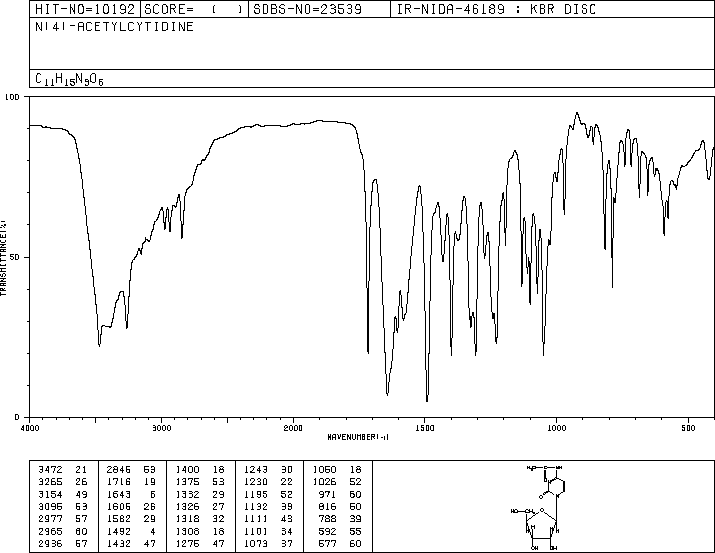 HIT-NO=10192 SCORE= ( ) SDBS-NO=23539 IR-NIDA-46189 : KBR DISC
N(4)-ACETYLCYTIDINE
C11H15N3O6
100
50
0
TRANSMITTANCE(%)
4000 3000 2000 1500 1000 500
WAVENUMBER(-1)
3472 21 2846 53 1400 18 1243 30 1050 18
3265 26 1716 19 1375 53 1230 22 1026 52
3154 49 1643 6 1332 29 1195 52 971 60
3095 53 1605 26 1326 27 1132 39 816 50
2977 57 1582 29 1318 32 1111 43 788 39
2965 60 1492 4 1308 18 1101 34 592 55
2936 57 1432 47 1275 47 1073 37 577 60